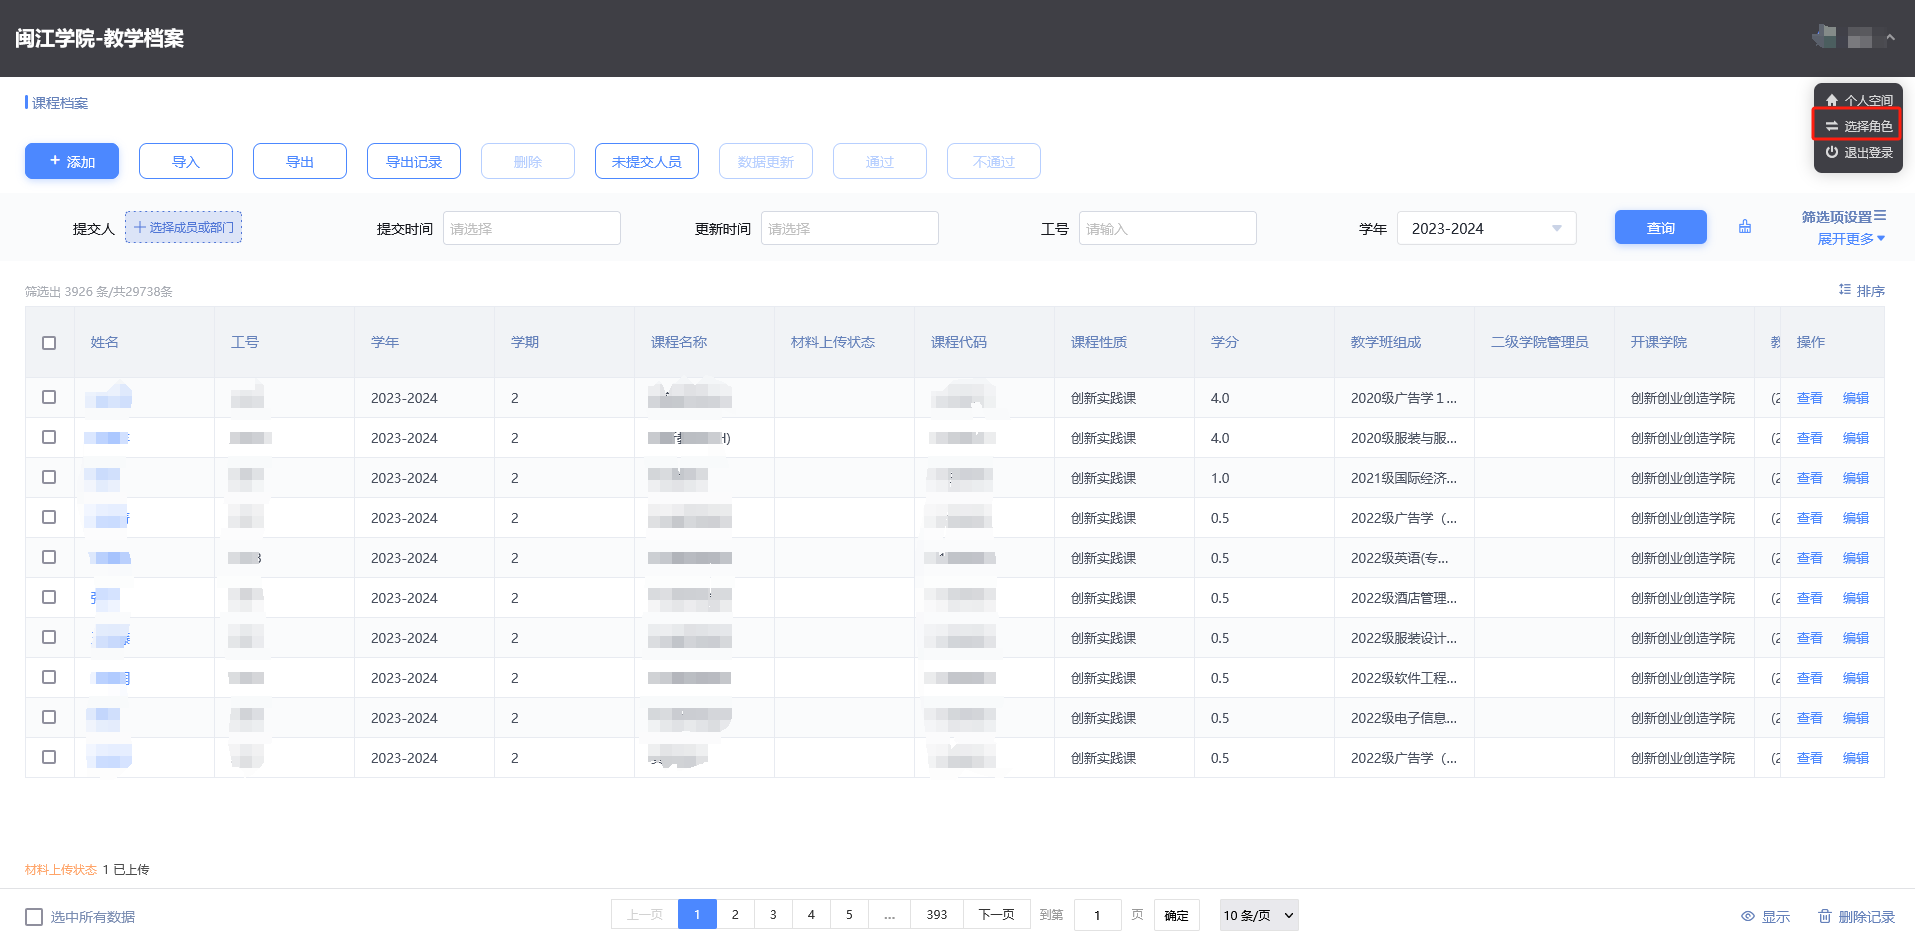 闽江学院-教学档案
课程档案
个人空间
选择角色
退出登录
+ 添加 导入 导出 导出记录 删除 未提交人员 数据更新 通过 不通过
提交人 +选择成员或部门 提交时间 请选择 更新时间 请选择 工号 请输入 学年 2023-2024 查询 筛选项设置
展开更多
筛选出 3926 条/共29738条 排序
姓名 工号 学年 学期 课程名称 材料上传状态 课程代码 课程性质 学分 教学班组成 二级学院管理员 开课学院 教 操作
2023-2024 2 创新实践课 4.0 2020级广告学1... 创新创业创造学院 (2 查看 编辑
2023-2024 2 H) 创新实践课 4.0 2020级服装与服... 创新创业创造学院 (2 查看 编辑
2023-2024 2 创新实践课 1.0 2021级国际经济... 创新创业创造学院 (2 查看 编辑
2023-2024 2 创新实践课 0.5 2022级广告学（... 创新创业创造学院 (2 查看 编辑
3 2023-2024 2 创新实践课 0.5 2022级英语(专... 创新创业创造学院 (2 查看 编辑
2023-2024 2 创新实践课 0.5 2022级酒店管理... 创新创业创造学院 (2 查看 编辑
2023-2024 2 创新实践课 0.5 2022级服装设计... 创新创业创造学院 (2 查看 编辑
2023-2024 2 创新实践课 0.5 2022级软件工程... 创新创业创造学院 (2 查看 编辑
2023-2024 2 创新实践课 0.5 2022级电子信息... 创新创业创造学院 (2 查看 编辑
2023-2024 2 创新实践课 0.5 2022级广告学（... 创新创业创造学院 (2 查看 编辑
材料上传状态 1 已上传
选中所有数据 上一页 1 2 3 4 5 ... 393 下一页 到第 1 页 确定 10 条/页 显示 删除记录